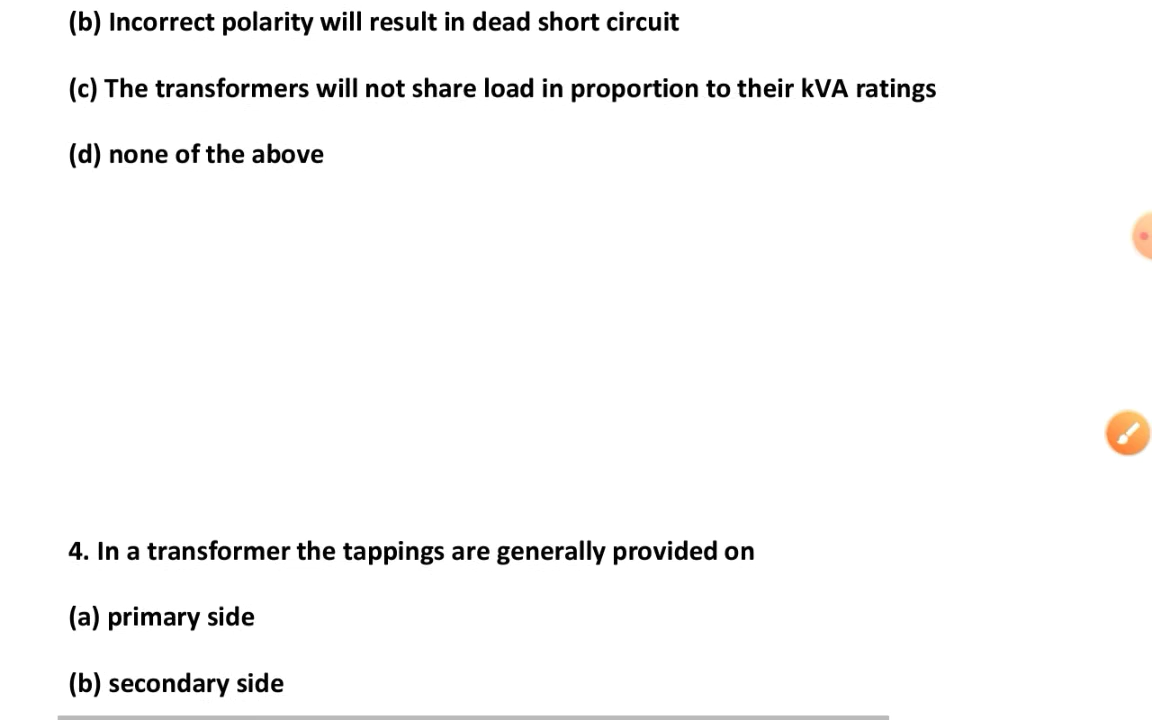 (b) Incorrect polarity will result in dead short circuit
(c) The transformers will not share load in proportion to their kVA ratings
(d) none of the above
4. In a transformer the tappings are generally provided on
(a) primary side
(b) secondary side